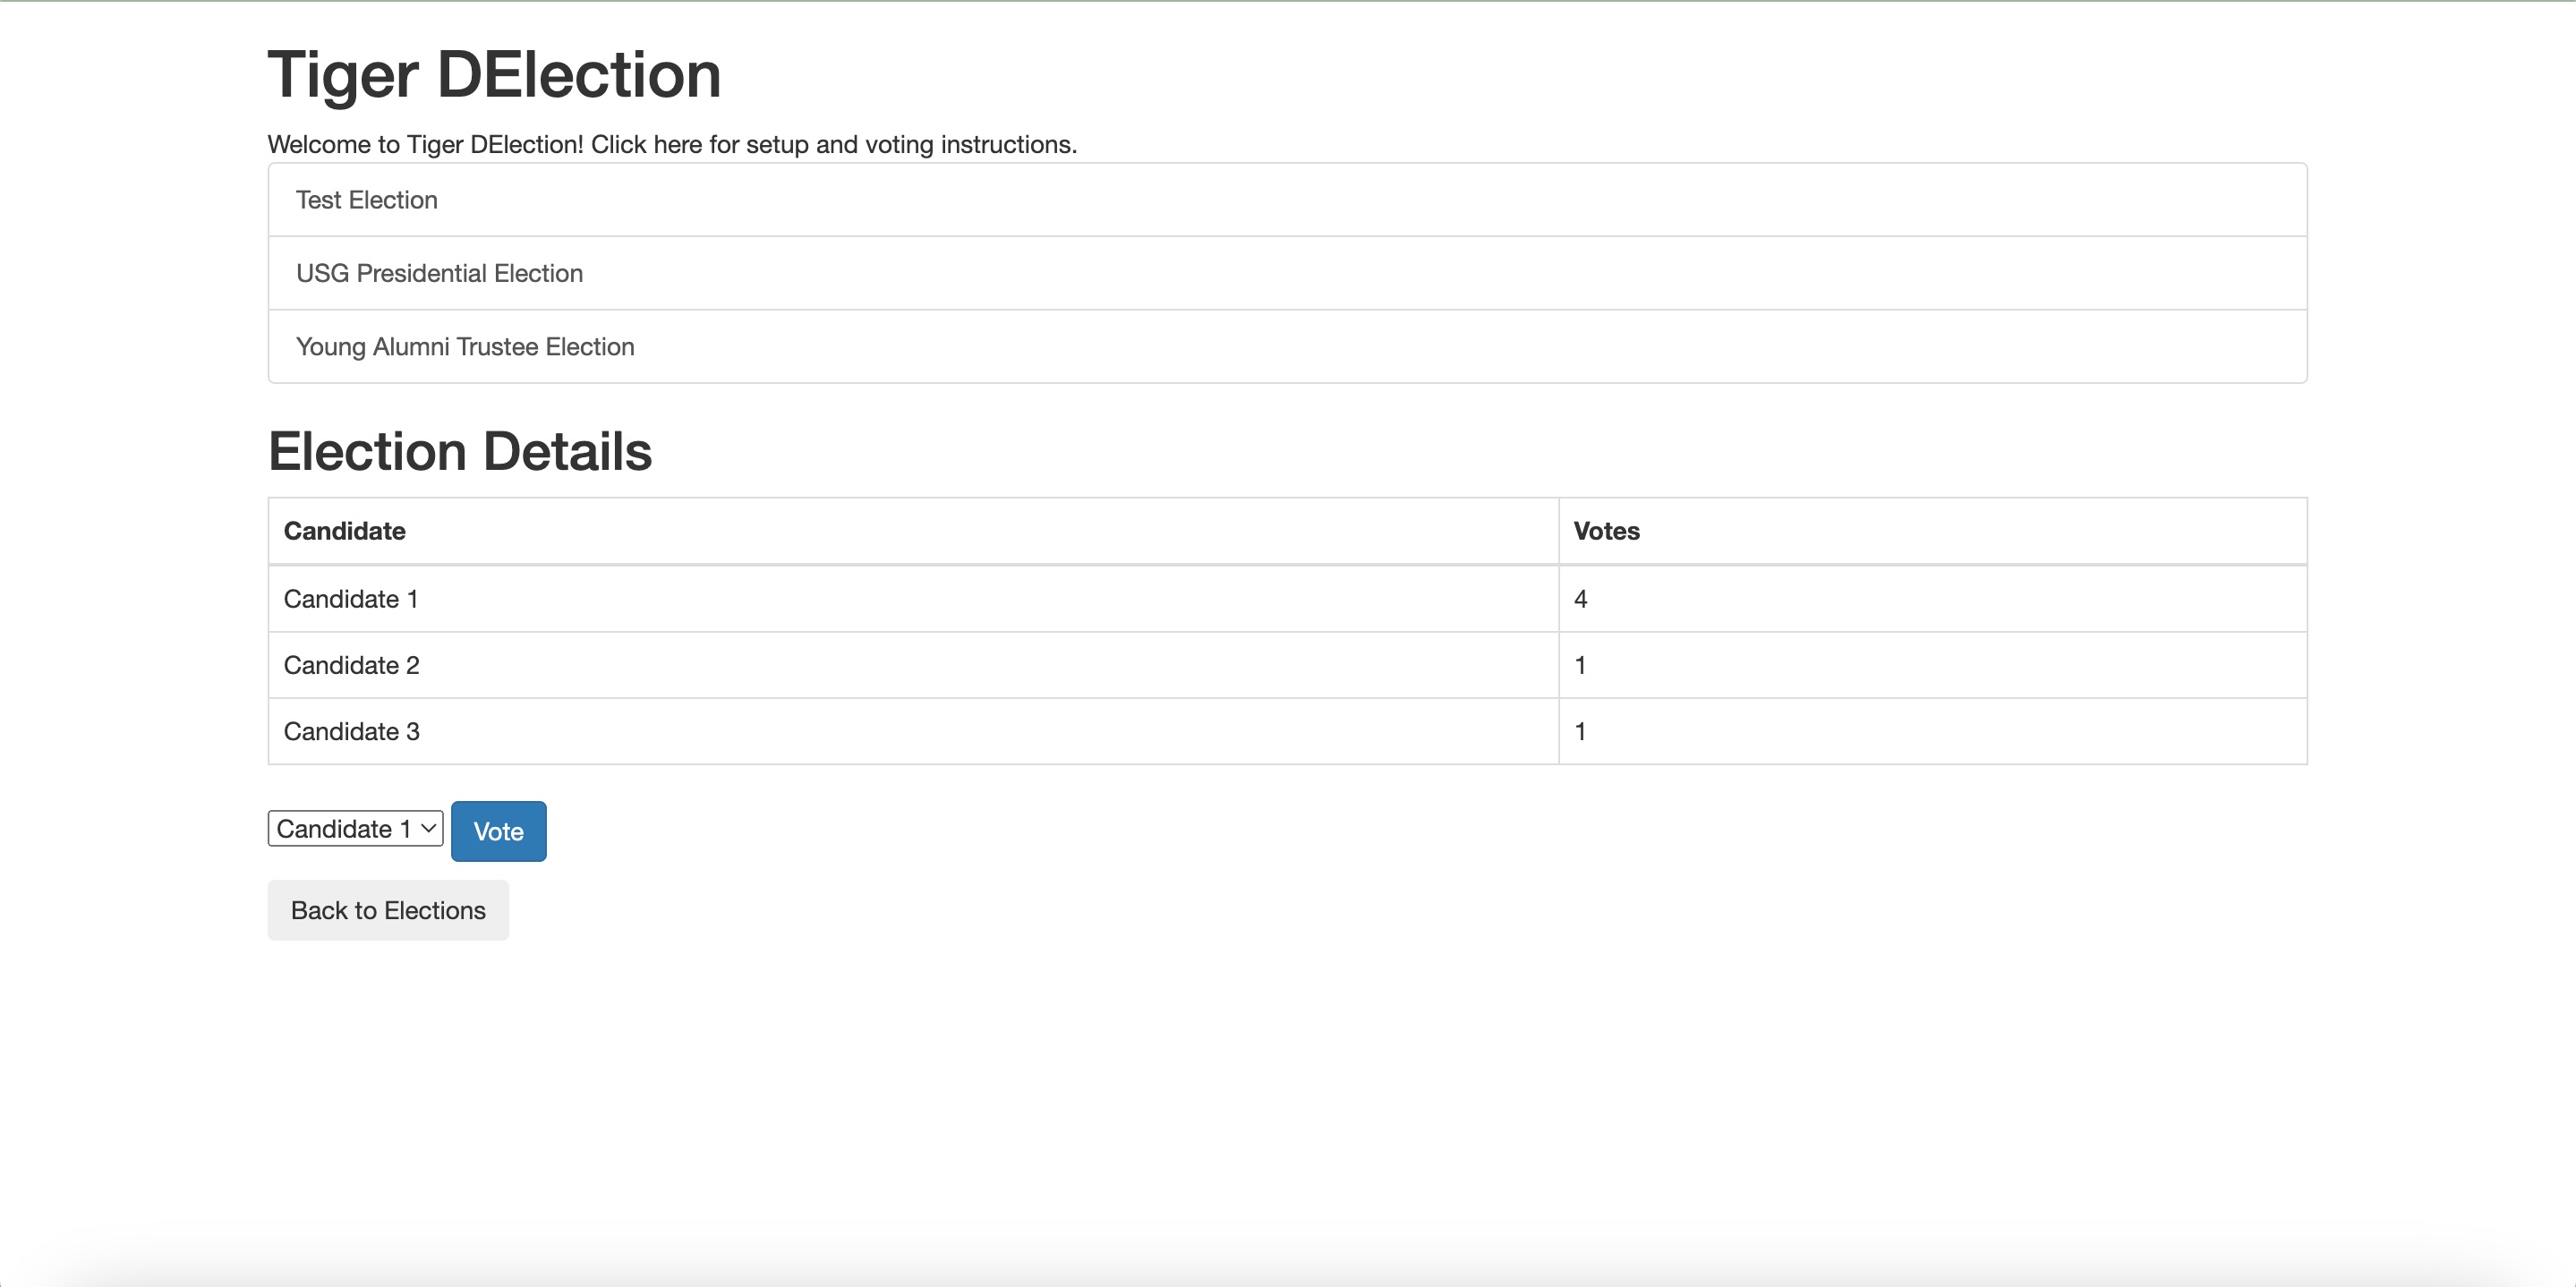 Tiger DElection
Welcome to Tiger DElection! Click here for setup and voting instructions.
Test Election
USG Presidential Election
Young Alumni Trustee Election
Election Details
Candidate Votes
Candidate 1 4
Candidate 2 1
Candidate 3 1
Candidate 1 Vote
Back to Elections